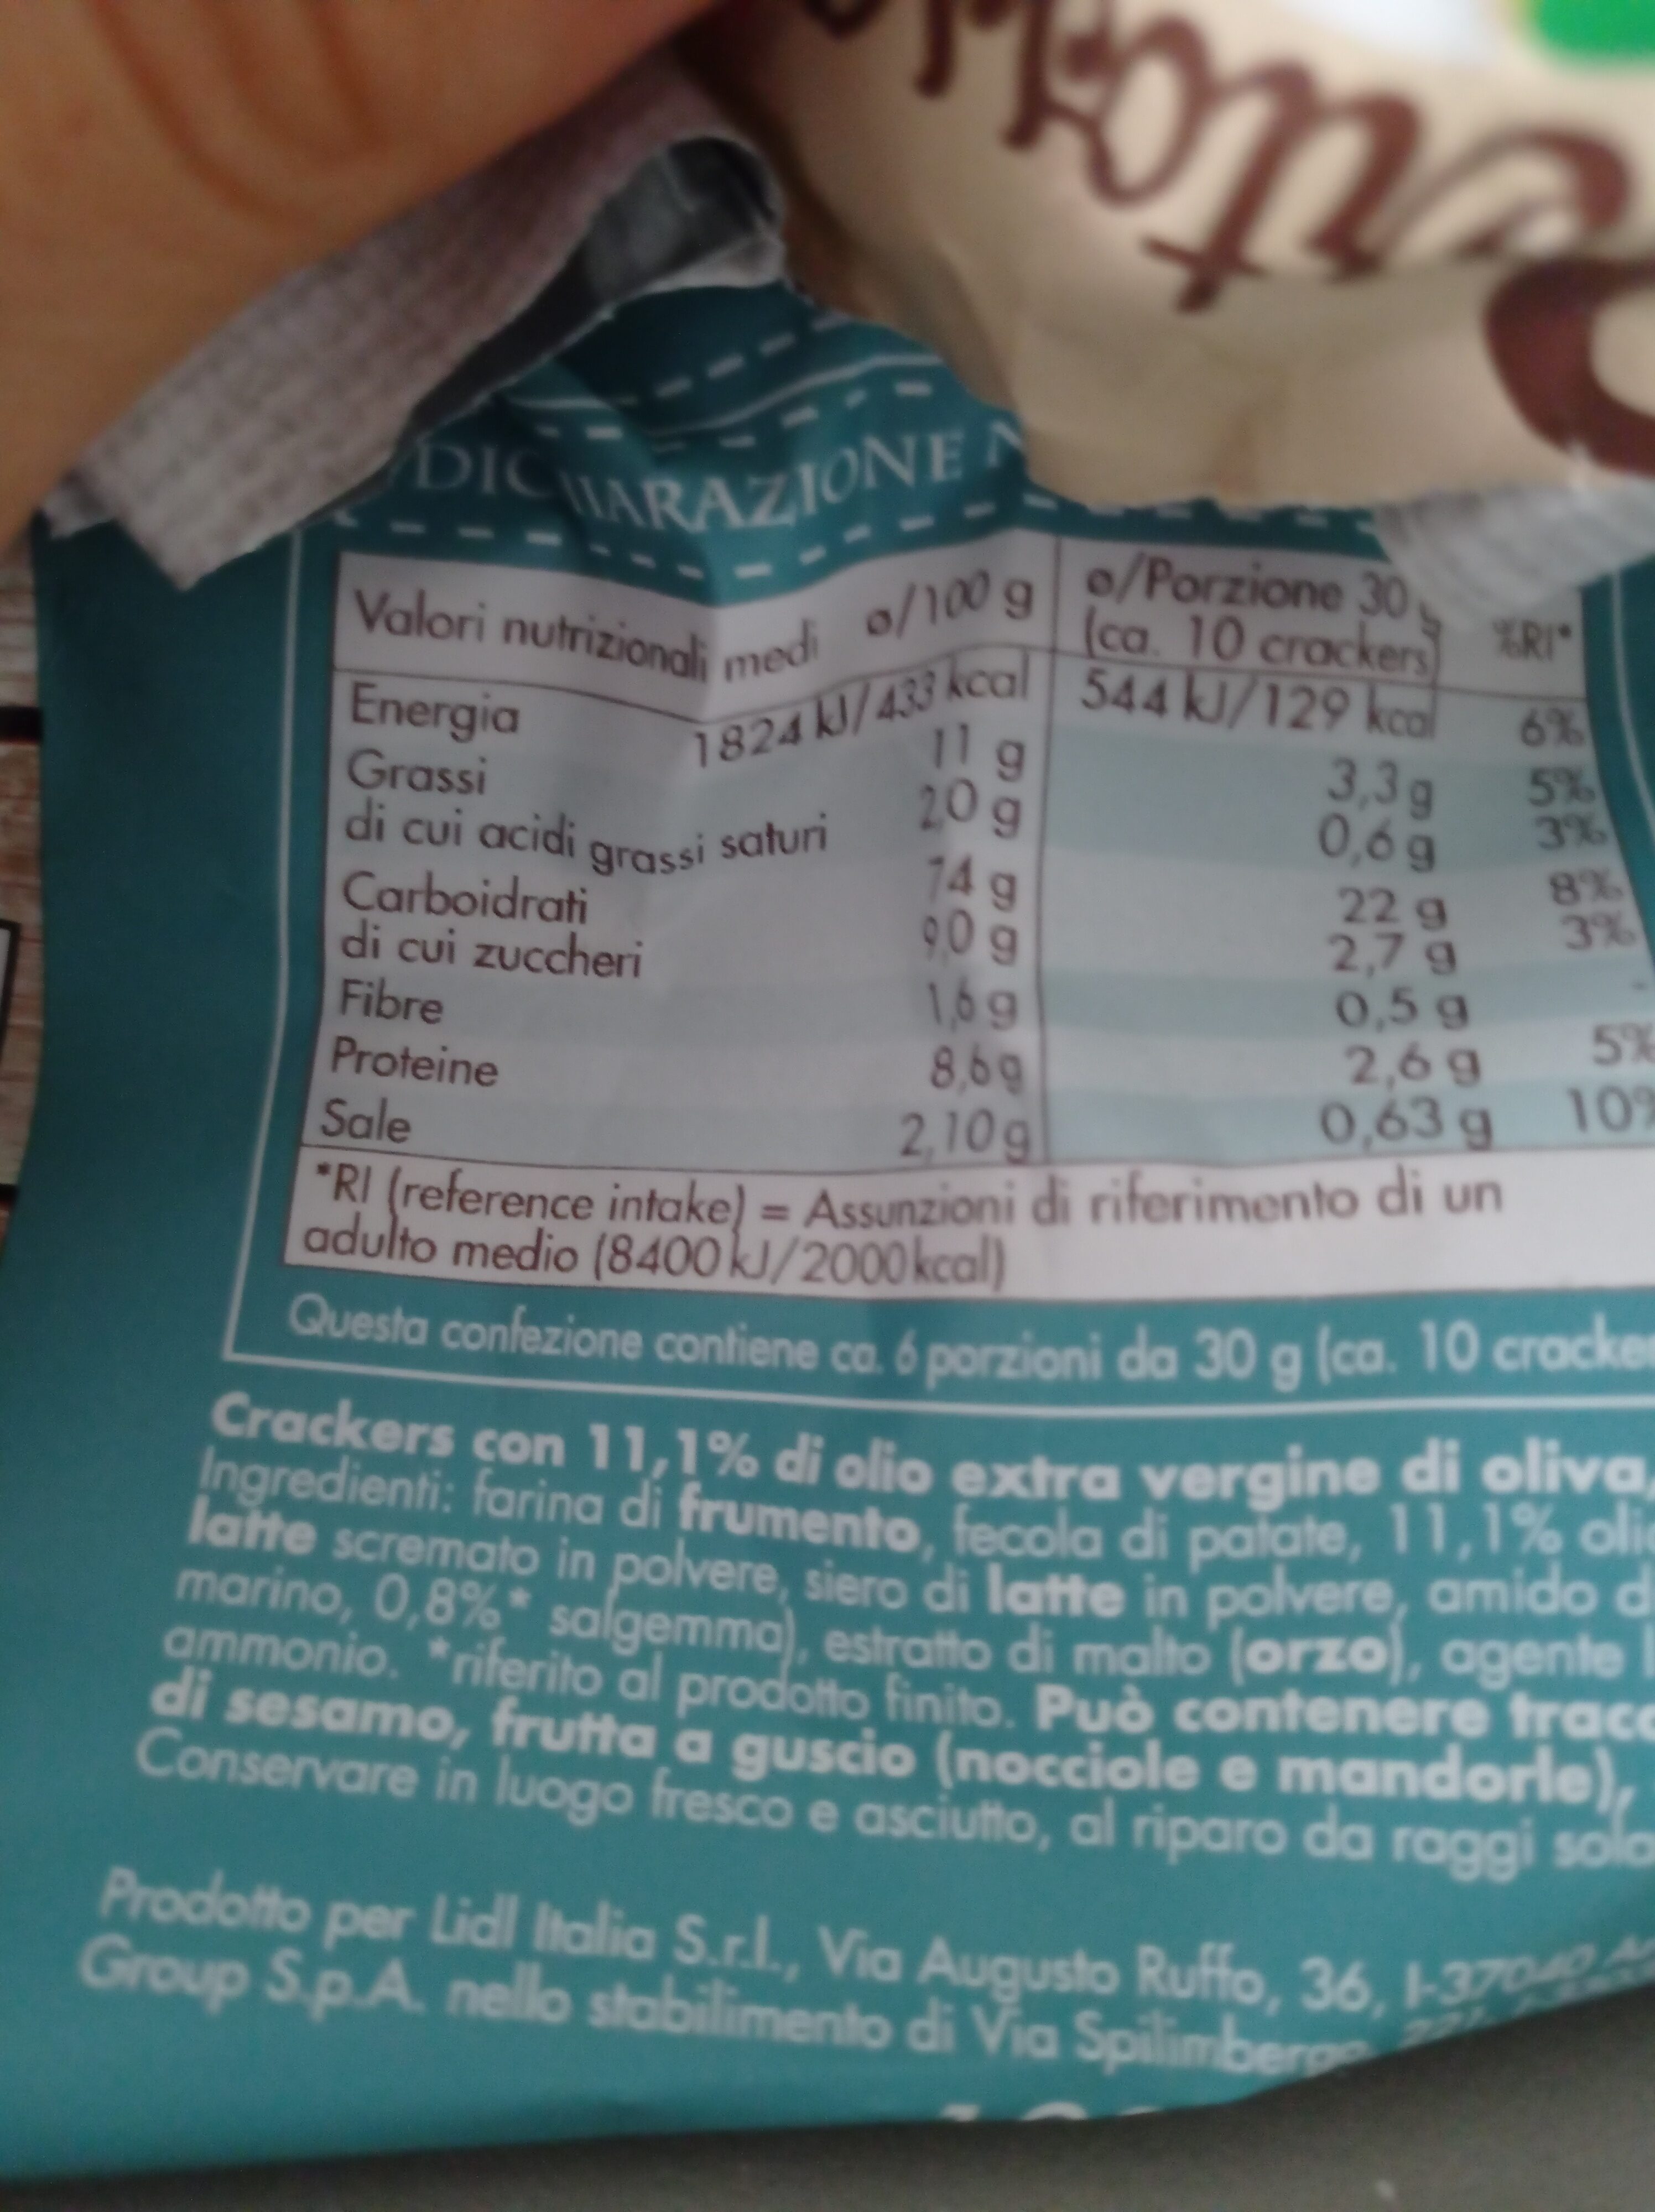 DICHIARAZIONE N
Valori nutrizionali medi ø/100 g ø/Porzione 30 g (ca. 10 crackers) %RI*
Energia 1824 kJ/433 kcal 544 kJ/129 kcal 6%
Grassi 11 g 3,3 g 5%
di cui acidi grassi saturi 2,0 g 0,6 g 3%
Carboidrati 74 g 22 g 8%
di cui zuccheri 9,0 g 2,7 g 3%
Fibre 1,6 g 0,5 g -
Proteine 8,6 g 2,6 g 5%
Sale 2,10 g 0,63 g 10%
*RI (reference intake) = Assunzioni di riferimento di un
adulto medio (8400 kJ/2000 kcal)
Questa confezione contiene ca. 6 porzioni da 30 g (ca. 10 cracker
Crackers con 11,1% di olio extra vergine di oliva,
Ingredienti: farina di frumento, fecola di patate, 11,1% oli
latte scremato in polvere, siero di latte in polvere, amido d
marino, 0,8%* salgemma), estratto di malto (orzo), agente l
ammonio. *riferito al prodotto finito. Può contenere tracc
di sesamo, frutta a guscio (nocciole e mandorle),
Conservare in luogo fresco e asciutto, al riparo da raggi sola
Prodotto per Lidl Italia S.r.l., Via Augusto Ruffo, 36, I-37040
Group S.p.A. nello stabilimento di Via Spilimbergo